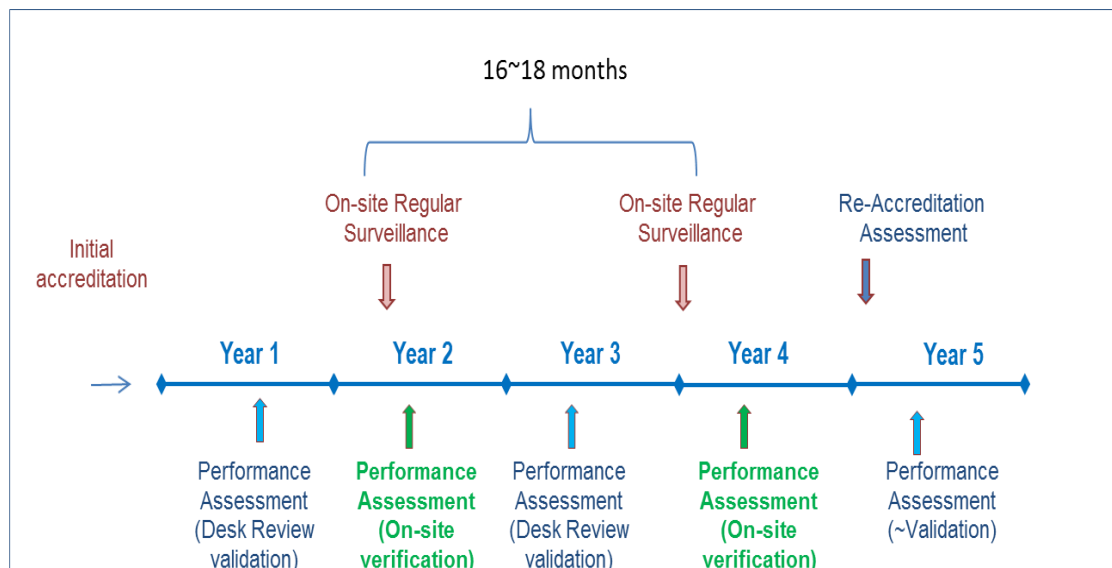 16~18 months
On-site Regular
Surveillance
On-site Regular
Surveillance
Re-Accreditation
Assessment
Initial
accreditation
Year 1
Year 2
Year 3
Year 4
Year 5
Performance
Assessment
(Desk Review
validation)
Performance
Assessment
(On-site
verification)
Performance
Assessment
(Desk Review
validation)
Performance
Assessment
(On-site
verification)
Performance
Assessment
(~Validation)